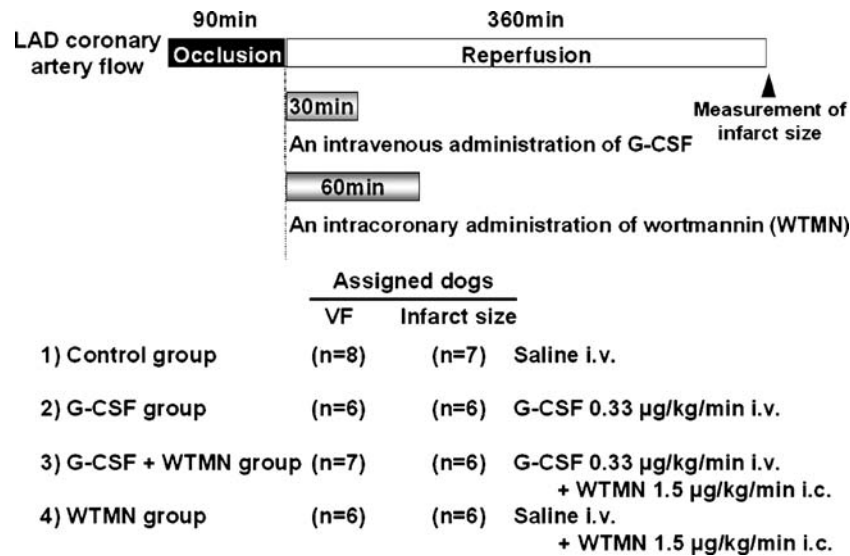 90min 360min
LAD coronary
artery flow
Occlusion Reperfusion
30min
Measurement of
infarct size
An intravenous administration of G-CSF
60min
An intracoronary administration of wortmannin (WTMN)
Assigned dogs
VF Infarct size
1) Control group (n=8) (n=7) Saline i.v.
2) G-CSF group (n=6) (n=6) G-CSF 0.33 µg/kg/min i.v.
3) G-CSF + WTMN group (n=7) (n=6) G-CSF 0.33 µg/kg/min i.v.
+ WTMN 1.5 µg/kg/min i.c.
4) WTMN group (n=6) (n=6) Saline i.v.
+ WTMN 1.5 µg/kg/min i.c.